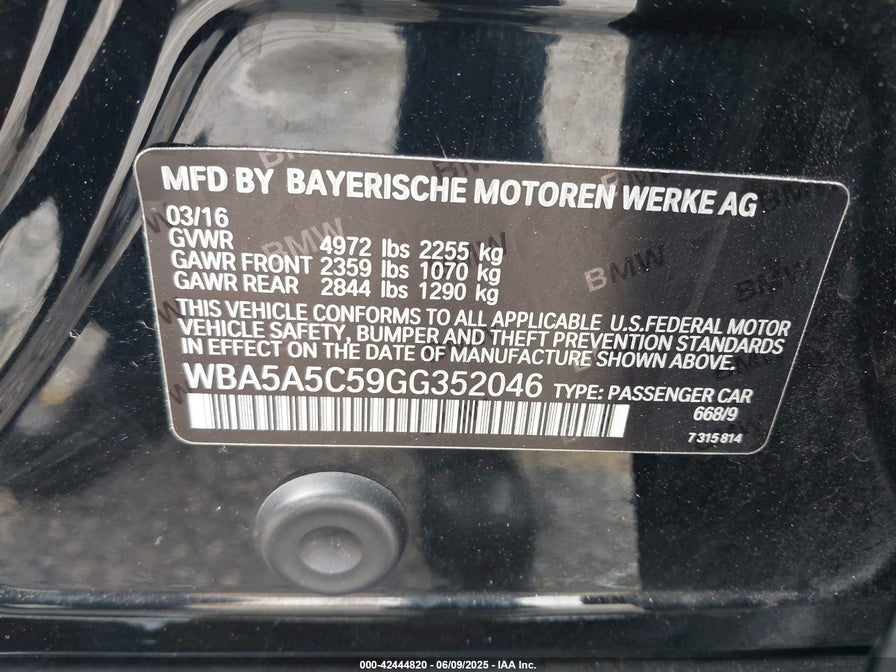 MFD BY BAYERISCHE MOTOREN WERKE AG
03/16
GVWR 4972 lbs 2255 kg
GAWR FRONT 2359 lbs 1070 kg
GAWR REAR 2844 lbs 1290 kg
THIS VEHICLE CONFORMS TO ALL APPLICABLE U.S.FEDERAL MOTOR
VEHICLE SAFETY, BUMPER AND THEFT PREVENTION STANDARDS
IN EFFECT ON THE DATE OF MANUFACTURE SHOWN ABOVE.
WBA5A5C59GG352046 TYPE: PASSENGER CAR
668/9
7 315 814
000-42444820 - 06/09/2025 - IAA Inc.